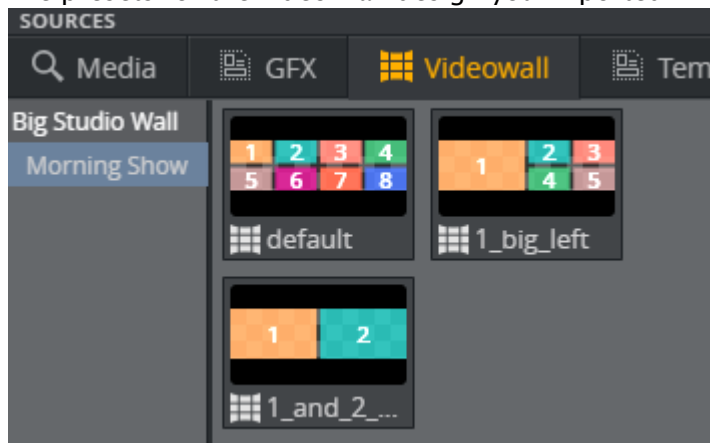 SOURCES
Media GFX Videowall Tem
Big Studio Wall
Morning Show
1 2 3 4
5 6 7 8
default
1 2 3
4 5
1_big_left
1 2
1_and_2_...